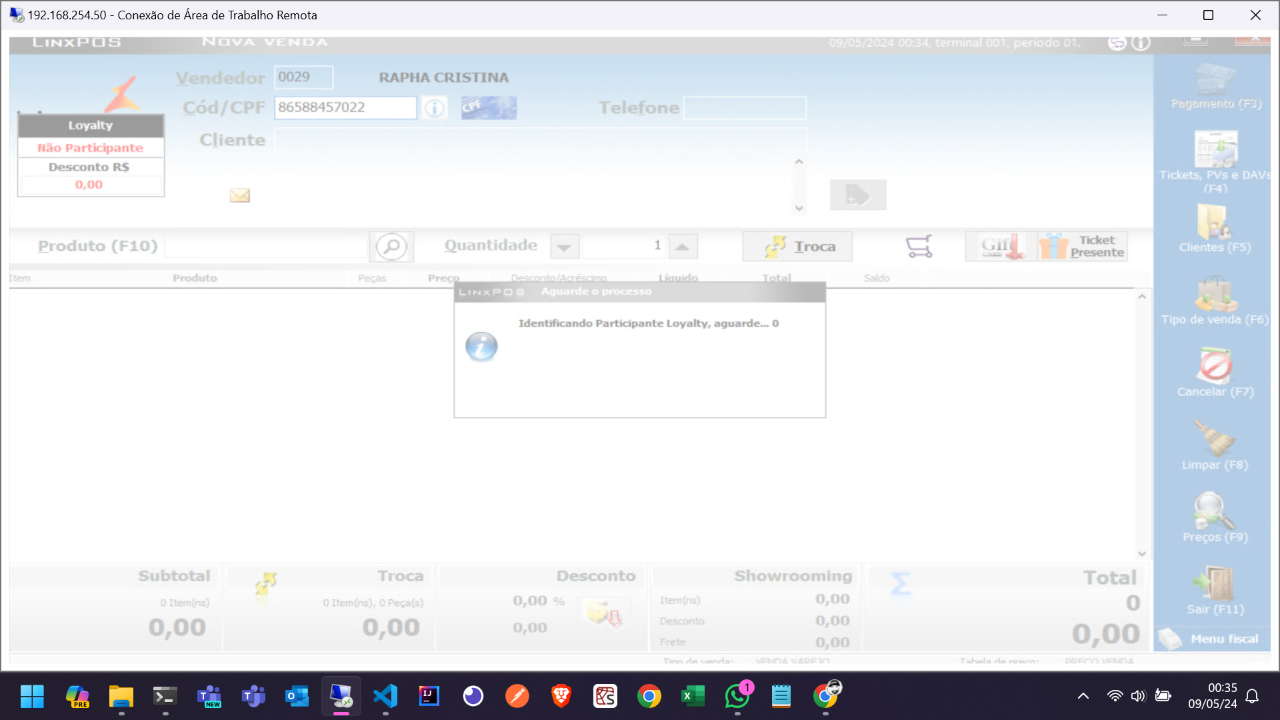 192.168.254.50 - Conexão de Área de Trabalho Remota
LINXPOS NOVA VENDA 09/05/2024 00:34, terminal 001, período 01.
Vendedor 0029 RAPHA CRISTINA
Cód/CPF 86588457022 CPF Telefone
Cliente
Loyalty
Não Participante
Desconto R$
0,00
Produto (F10) Quantidade 1 Troca Gift Ticket Presente
Item Produto Peças Preço Desconto/Acréscimo Líquido Total Saldo
LINXPOS Aguarde o processo
Identificando Participante Loyalty, aguarde... 0
Pagamento (F3)
Tickets, PVs e DAVs
(F4)
Clientes (F5)
Tipo de venda (F6)
Cancelar (F7)
Limpar (F8)
Preços (F9)
Sair (F11)
Menu fiscal
Subtotal
0 Item(ns)
0,00
Troca
0 Item(ns), 0 Peça(s)
0,00
Desconto
0,00 %
0,00
Showrooming
Item(ns) 0,00
Desconto 0,00
Frete 0,00
Total
0
0,00
Tipo de venda: VENDA VAREJO Tabela de preço: PREÇO VENDA
PRE
NEW
1
00:35
09/05/24